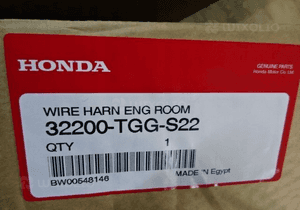 HONDA
GENUINE PARTS
Honda Motor Co., Ltd.
WIRE HARN ENG ROOM
32200-TGG-S22
QTY 1
BW00548146
MADE IN Egypt